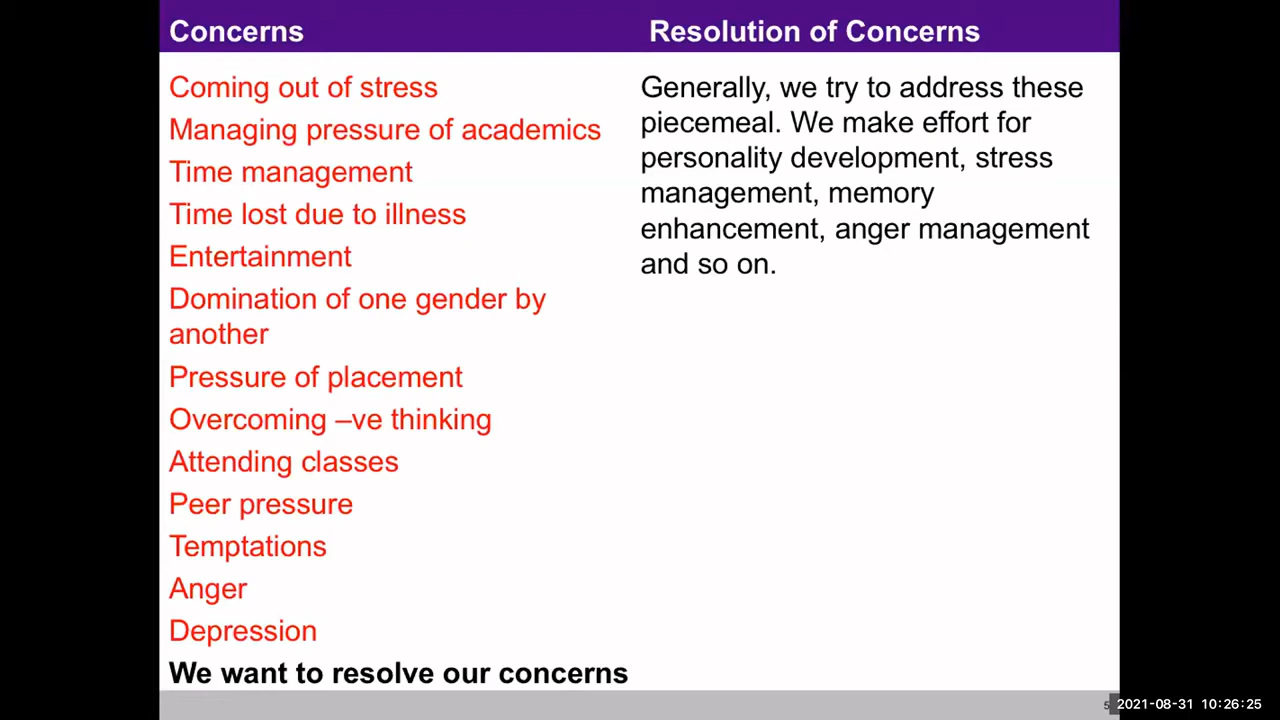 Concerns
Resolution of Concerns
Coming out of stress
Managing pressure of academics
Time management
Time lost due to illness
Entertainment
Domination of one gender by
another
Pressure of placement
Overcoming –ve thinking
Attending classes
Peer pressure
Temptations
Anger
Depression
We want to resolve our concerns
Generally, we try to address these
piecemeal. We make effort for
personality development, stress
management, memory
enhancement, anger management
and so on.
5
2021-08-31 10:26:25